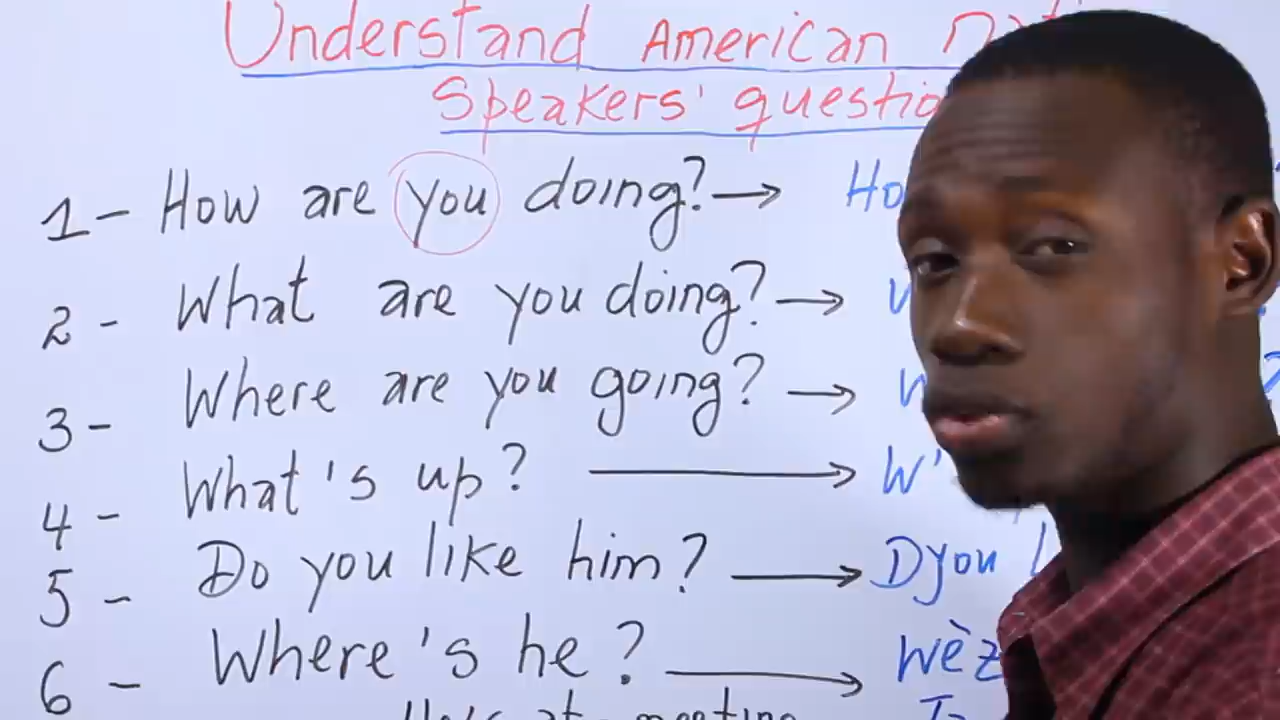 Understand American
Speakers' questio
1- How are you doing? → Ho
2- What are you doing? → W
3- Where are you going? → W
4- What's up? → W'
5- Do you like him? → Dyou L
6- Where's he? → Wèz